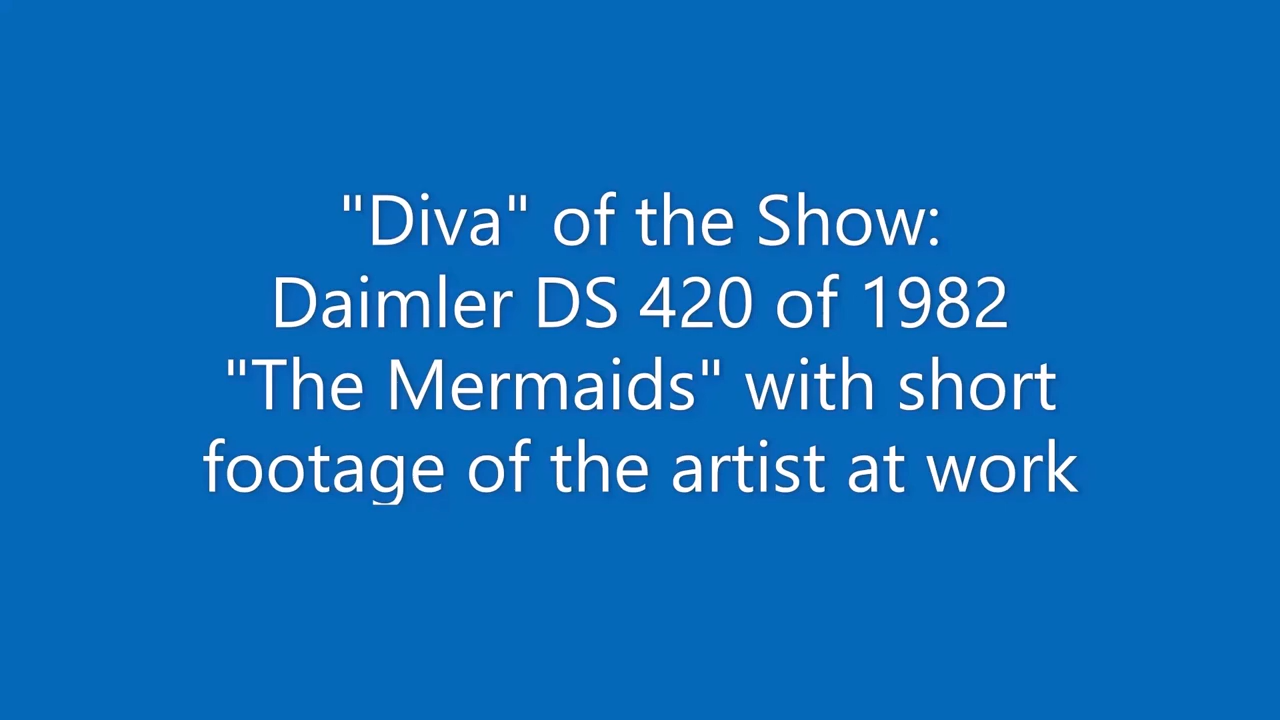 "Diva" of the Show:
Daimler DS 420 of 1982
"The Mermaids" with short
footage of the artist at work